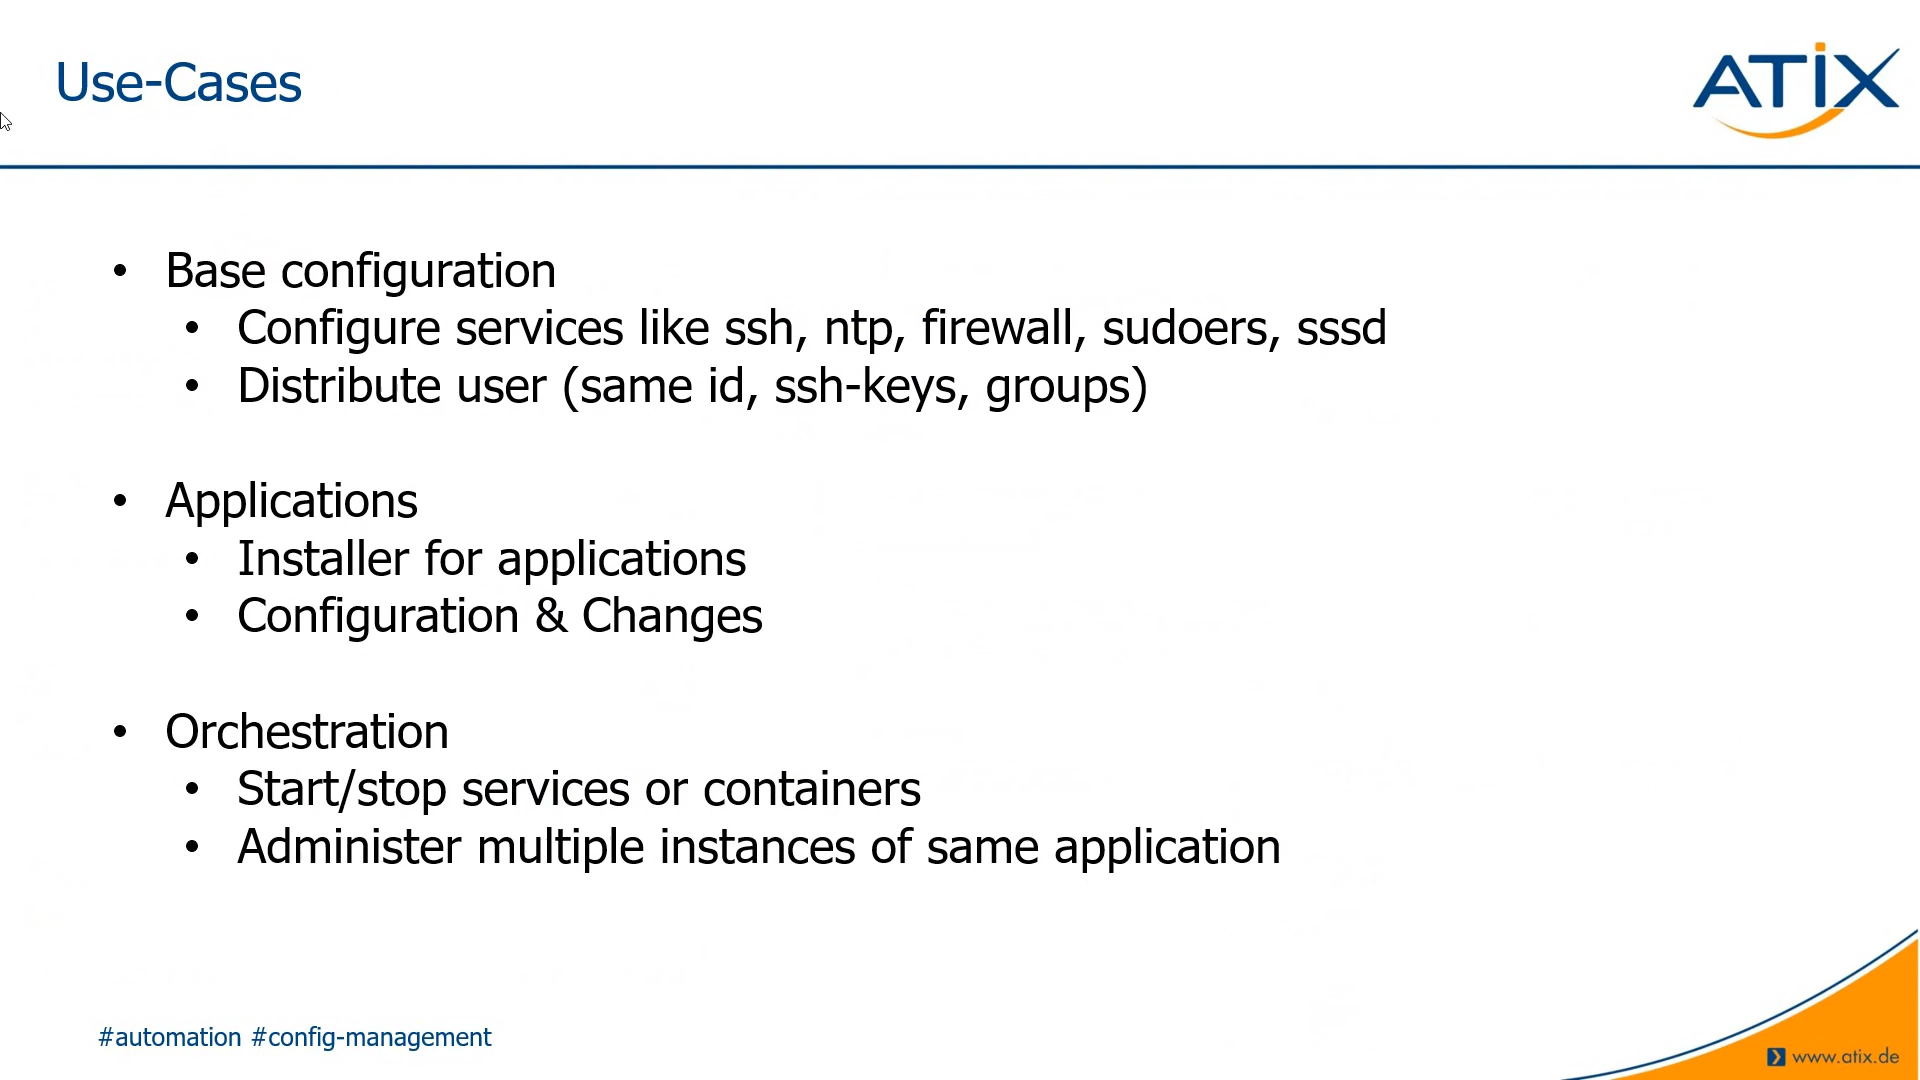 Use-Cases
ATIX
• Base configuration
• Configure services like ssh, ntp, firewall, sudoers, sssd
• Distribute user (same id, ssh-keys, groups)
• Applications
• Installer for applications
• Configuration & Changes
• Orchestration
• Start/stop services or containers
• Administer multiple instances of same application
#automation #config-management
www.atix.de